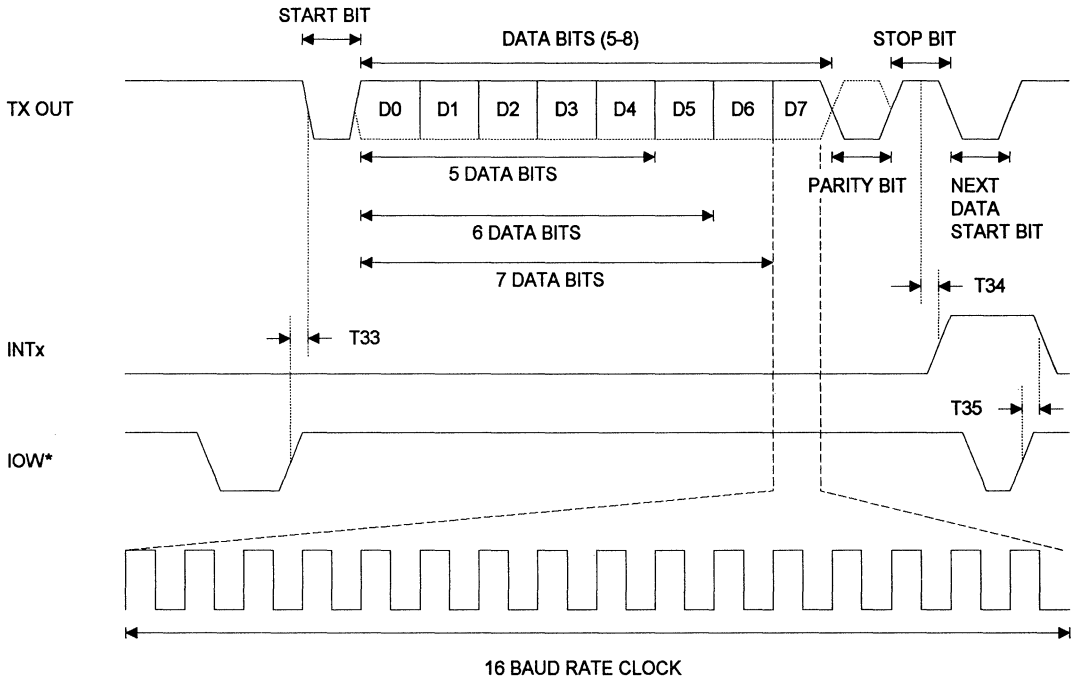 START BIT
DATA BITS (5-8)
STOP BIT
TX OUT
D0 D1 D2 D3 D4 D5 D6 D7
5 DATA BITS
PARITY BIT
NEXT
DATA
START BIT
6 DATA BITS
7 DATA BITS
T34
T33
INTx
T35
IOW*
16 BAUD RATE CLOCK